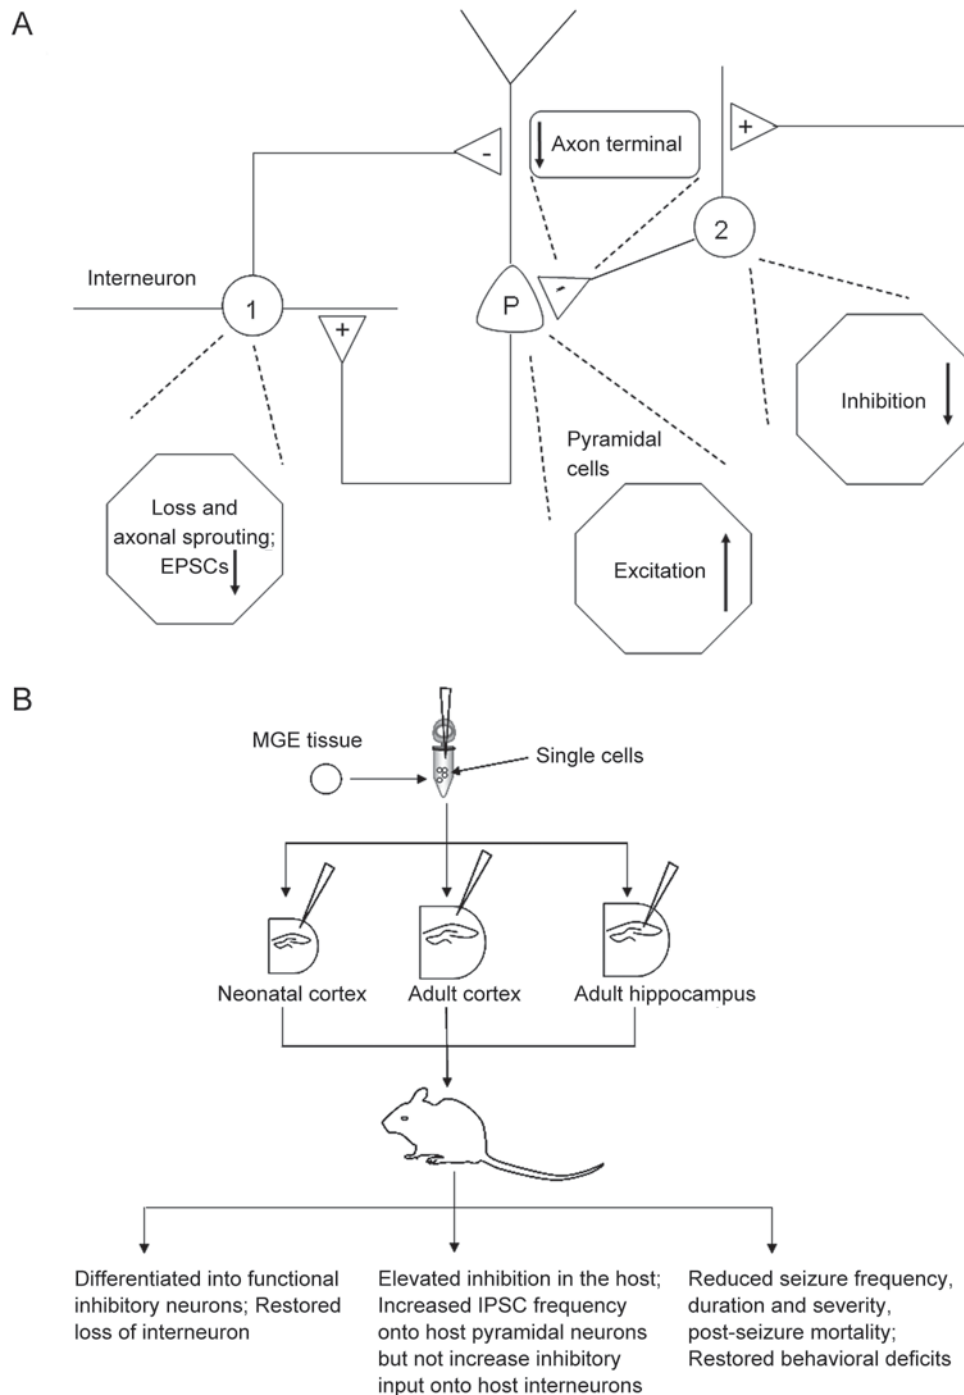 A
-
Axon terminal
+
2
Interneuron
1
+
P
-
Inhibition
Pyramidal
cells
Loss and
axonal sprouting;
EPSCs
Excitation
B
MGE tissue
Single cells
Neonatal cortex
Adult cortex
Adult hippocampus
Differentiated into functional
inhibitory neurons; Restored
loss of interneuron
Elevated inhibition in the host;
Increased IPSC frequency
onto host pyramidal neurons
but not increase inhibitory
input onto host interneurons
Reduced seizure frequency,
duration and severity,
post-seizure mortality;
Restored behavioral deficits